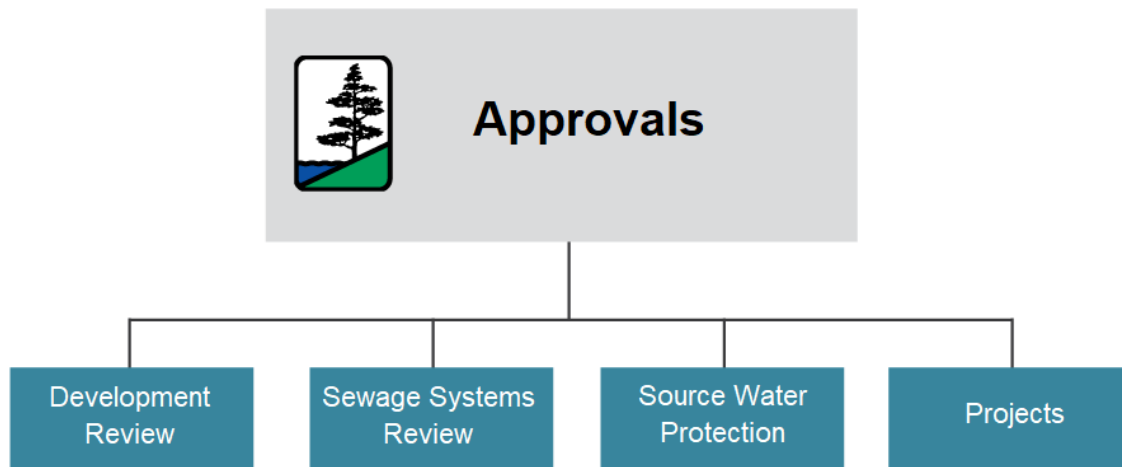 Approvals
Development
Review
Sewage Systems
Review
Source Water
Protection
Projects